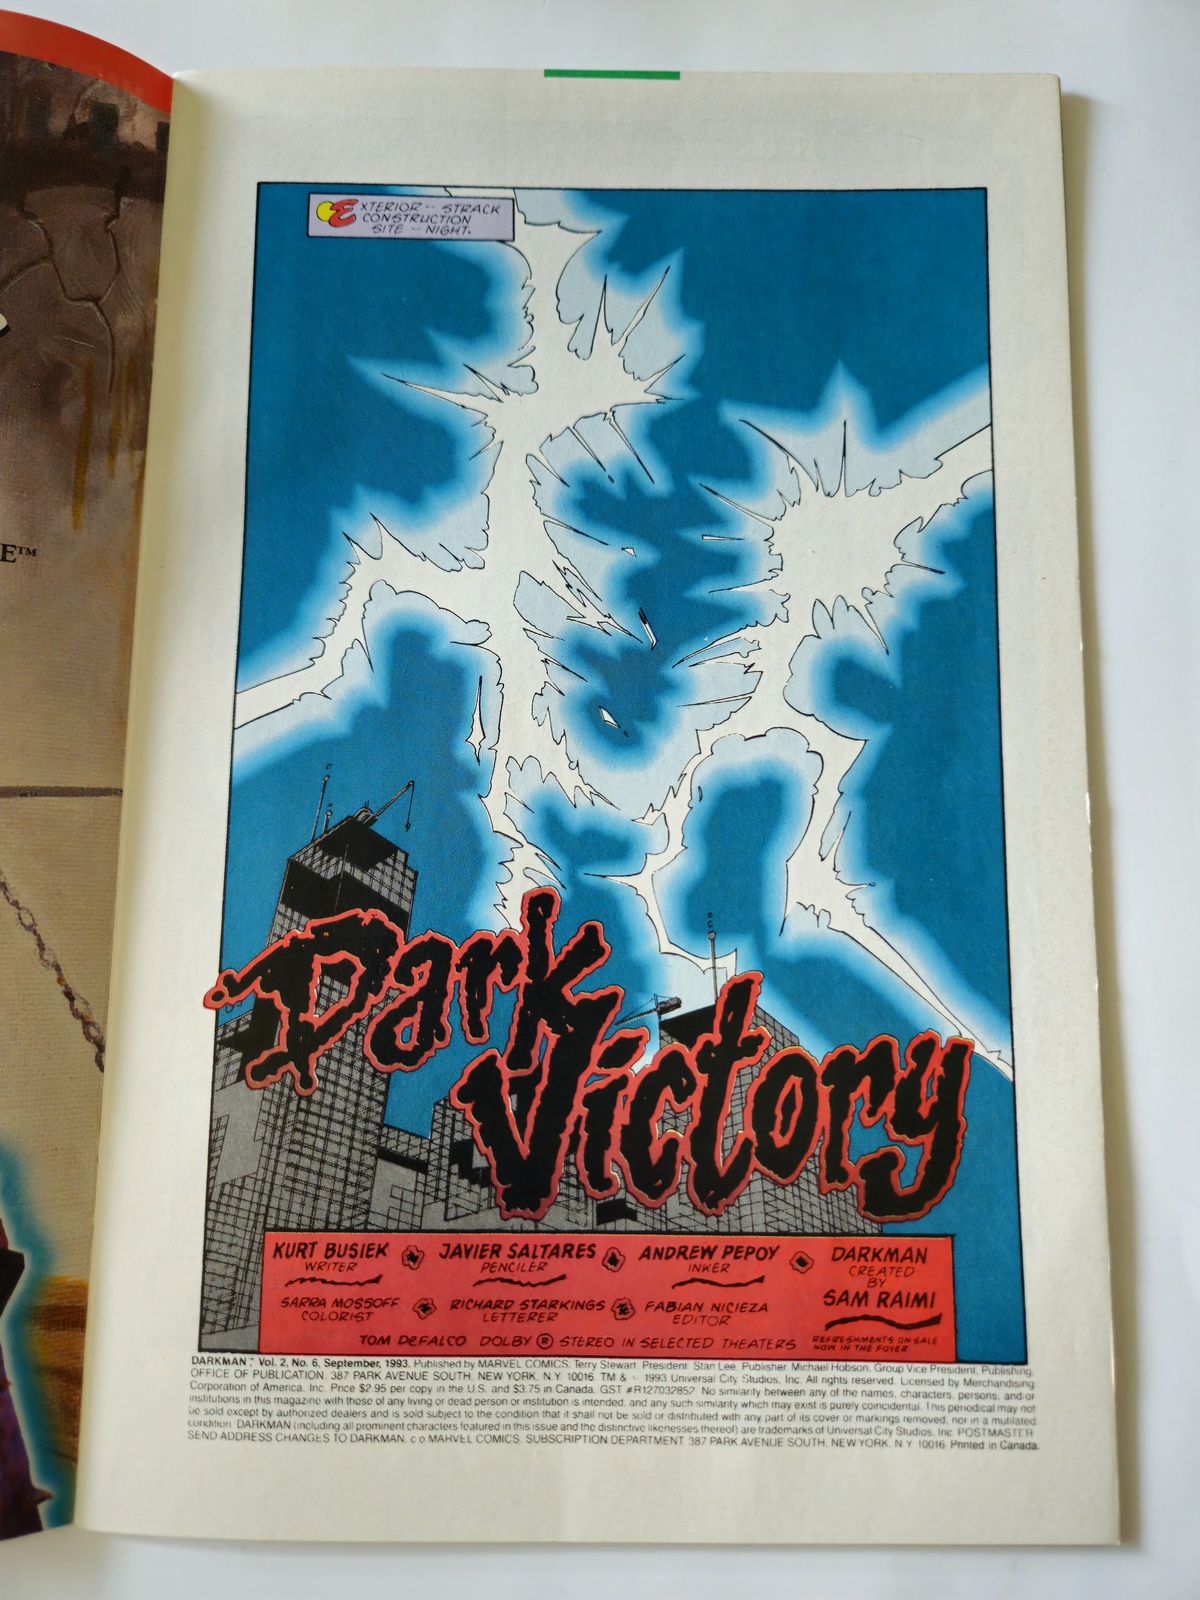 EXTERIOR -- STRACK
CONSTRUCTION
SITE -- NIGHT.
E™
Dark
Victory
KURT BUSIEK
WRITER
JAVIER SALTARES
PENCILER
ANDREW PEPOY
INKER
DARKMAN
CREATED
BY
SAM RAIMI
SARRA MOSSOFF
COLORIST
RICHARD STARKINGS
LETTERER
FABIAN NICIEZA
EDITOR
TOM DeFALCO DOLBY ® STEREO IN SELECTED THEATERS
REFRESHMENTS ON SALE
NOW IN THE FOYER
DARKMAN™, Vol. 2, No. 6, September, 1993. Published by MARVEL COMICS, Terry Stewart, President. Stan Lee, Publisher. Michael Hobson, Group Vice President, Publishing.
OFFICE OF PUBLICATION: 387 PARK AVENUE SOUTH, NEW YORK, N.Y. 10016. TM & © 1993 Universal City Studios, Inc. All rights reserved. Licensed by Merchandising
Corporation of America, Inc. Price $2.95 per copy in the U.S. and $3.75 in Canada. GST #R127032852. No similarity between any of the names, characters, persons, and/or
institutions in this magazine with those of any living or dead person or institution is intended, and any such similarity which may exist is purely coincidental. This periodical may not
be sold except by authorized dealers and is sold subject to the condition that it shall not be sold or distributed with any part of its cover or markings removed, nor in a mutilated
condition. DARKMAN (including all prominent characters featured in this issue and the distinctive likenesses thereof) are trademarks of Universal City Studios, Inc. POSTMASTER:
SEND ADDRESS CHANGES TO DARKMAN, c/o MARVEL COMICS, SUBSCRIPTION DEPARTMENT, 387 PARK AVENUE SOUTH, NEW YORK, N.Y. 10016. Printed in Canada.